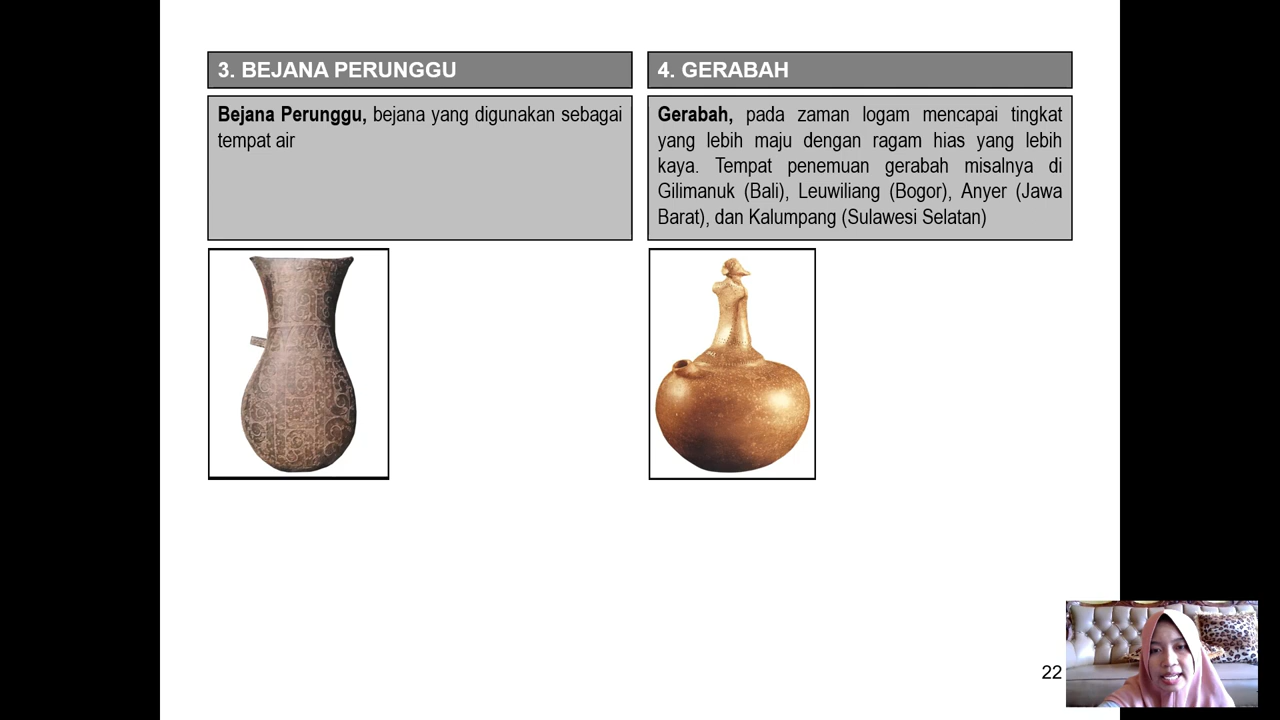 3. BEJANA PERUNGGU
Bejana Perunggu, bejana yang digunakan sebagai
tempat air
4. GERABAH
Gerabah, pada zaman logam mencapai tingkat
yang lebih maju dengan ragam hias yang lebih
kaya. Tempat penemuan gerabah misalnya di
Gilimanuk (Bali), Leuwiliang (Bogor), Anyer (Jawa
Barat), dan Kalumpang (Sulawesi Selatan)
22